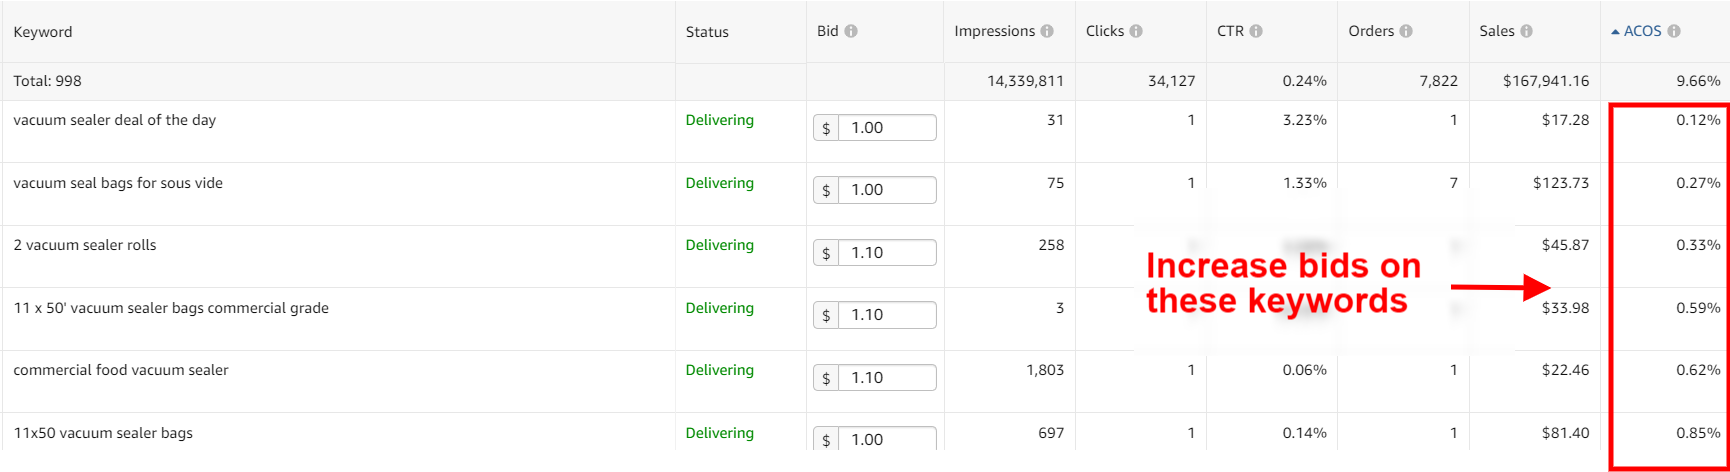 Keyword Status Bid Impressions Clicks CTR Orders Sales ACOS
Total: 998 14,339,811 34,127 0.24% 7,822 $167,941.16 9.66%
vacuum sealer deal of the day Delivering $ 1.00 31 1 3.23% 1 $17.28 0.12%
vacuum seal bags for sous vide Delivering $ 1.00 75 1 1.33% 7 $123.73 0.27%
2 vacuum sealer rolls Delivering $ 1.10 258 $45.87 0.33%
Increase bids on
these keywords
11 x 50' vacuum sealer bags commercial grade Delivering $ 1.10 3 $33.98 0.59%
commercial food vacuum sealer Delivering $ 1.10 1,803 1 0.06% 1 $22.46 0.62%
11x50 vacuum sealer bags Delivering $ 1.00 697 1 0.14% 1 $81.40 0.85%